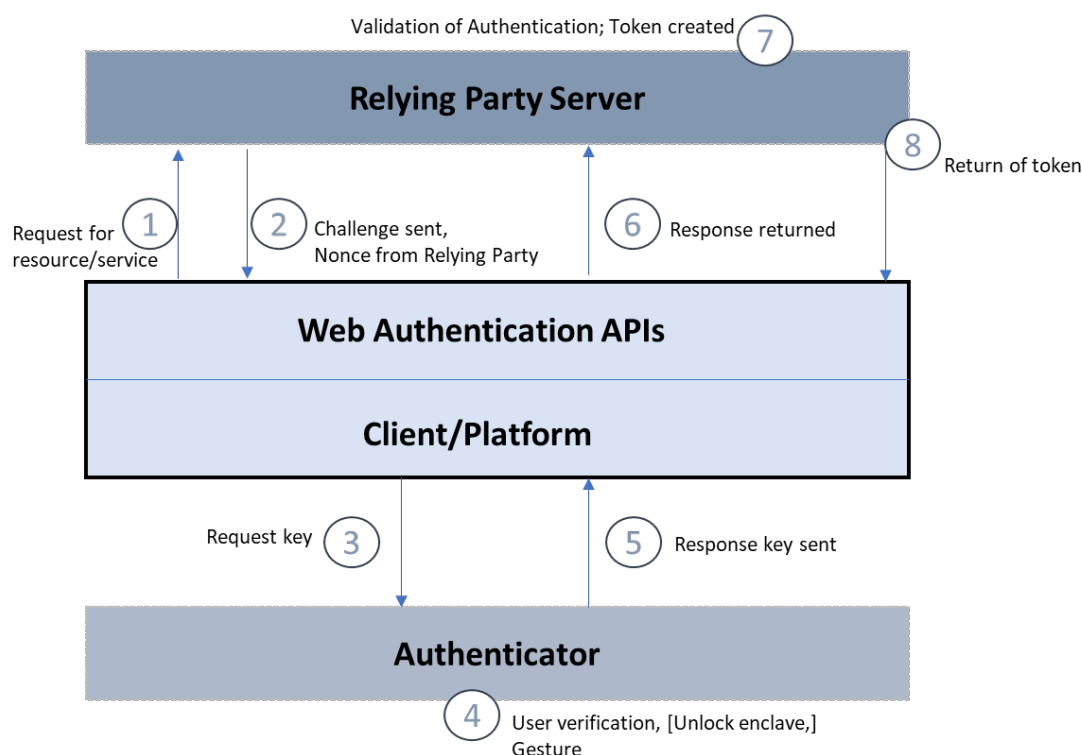 Validation of Authentication; Token created
7
Relying Party Server
8
Return of token
1
Request for
resource/service
2
Challenge sent,
Nonce from Relying Party
6
Response returned
Web Authentication APIs
Client/Platform
Request key
3
5
Response key sent
Authenticator
4
User verification, [Unlock enclave,]
Gesture